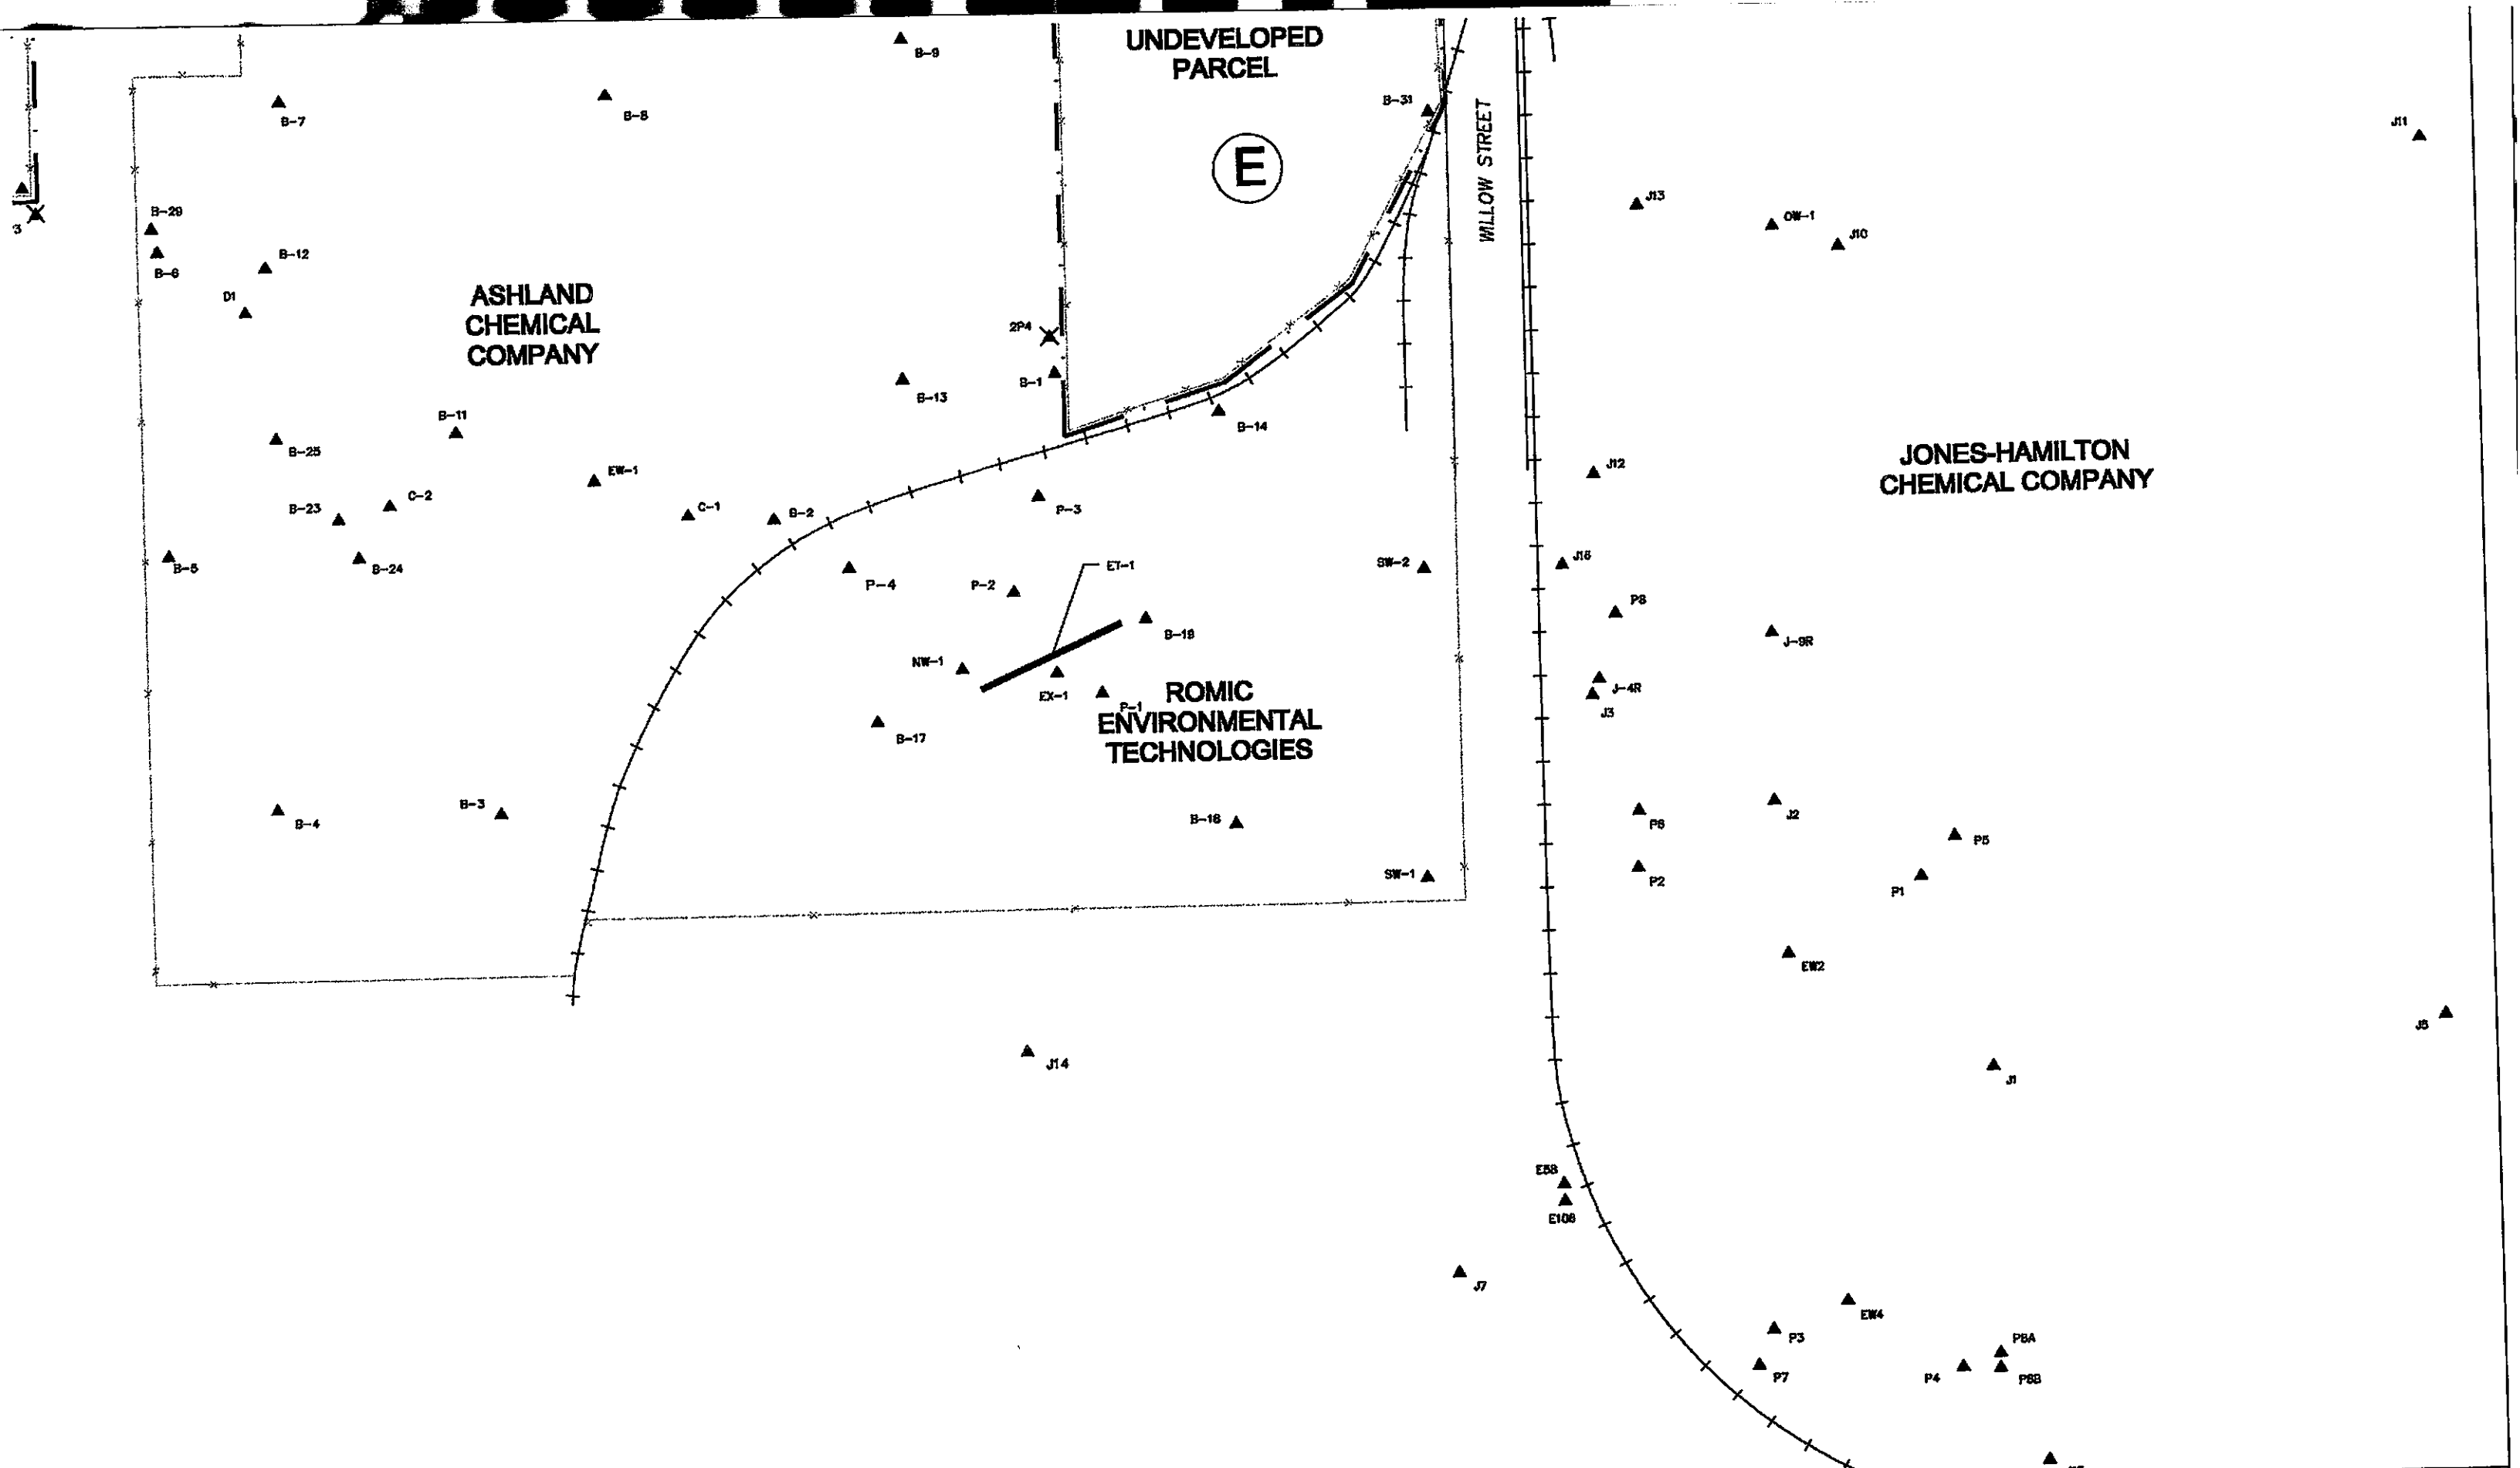 UNDEVELOPED
PARCEL
E
B-9
B-7
B-8
B-31
WILLOW STREET
J11
J13
OW-1
J10
3
B-29
B-6
B-12
D1
ASHLAND
CHEMICAL
COMPANY
2P4
B-1
B-13
B-14
B-11
B-25
EW-1
C-2
B-23
C-1
B-2
P-3
B-5
B-24
P-4
P-2
ET-1
SW-2
J12
JONES-HAMILTON
CHEMICAL COMPANY
J16
P8
J-9R
B-19
NW-1
EX-1
P-1
J-4R
J3
B-17
ROMIC
ENVIRONMENTAL
TECHNOLOGIES
B-4
B-3
B-18
J2
P6
P5
P2
P1
SW-1
EW2
J14
J5
J1
E5B
E10B
J7
EW4
P3
P7
P4
P8A
P8B